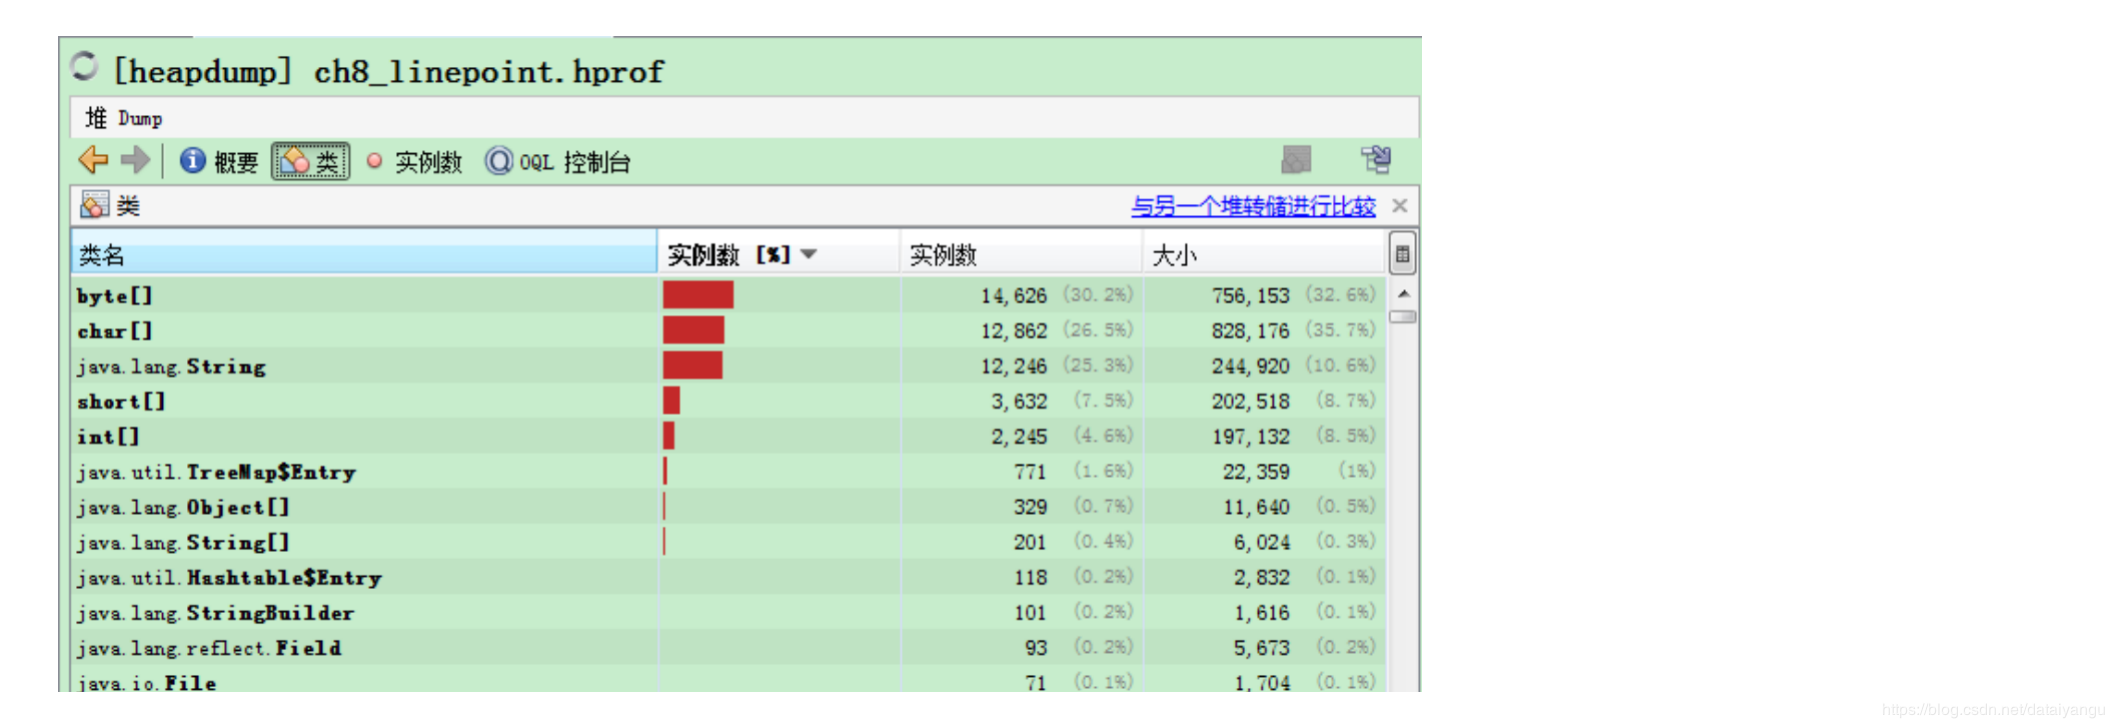 [heapdump] ch8_linepoint.hprof
堆 Dump
概要 类 实例数 OQL 控制台
类 与另一个堆转储进行比较
类名 实例数 [%] 实例数 大小
byte[] 14,626 (30.2%) 756,153 (32.6%)
char[] 12,862 (26.5%) 828,176 (35.7%)
java.lang.String 12,246 (25.3%) 244,920 (10.6%)
short[] 3,632 (7.5%) 202,518 (8.7%)
int[] 2,245 (4.6%) 197,132 (8.5%)
java.util.TreeMap$Entry 771 (1.6%) 22,359 (1%)
java.lang.Object[] 329 (0.7%) 11,640 (0.5%)
java.lang.String[] 201 (0.4%) 6,024 (0.3%)
java.util.Hashtable$Entry 118 (0.2%) 2,832 (0.1%)
java.lang.StringBuilder 101 (0.2%) 1,616 (0.1%)
java.lang.reflect.Field 93 (0.2%) 5,673 (0.2%)
java.io.File 71 (0.1%) 1,704 (0.1%)
https://blog.csdn.net/dataiyangu